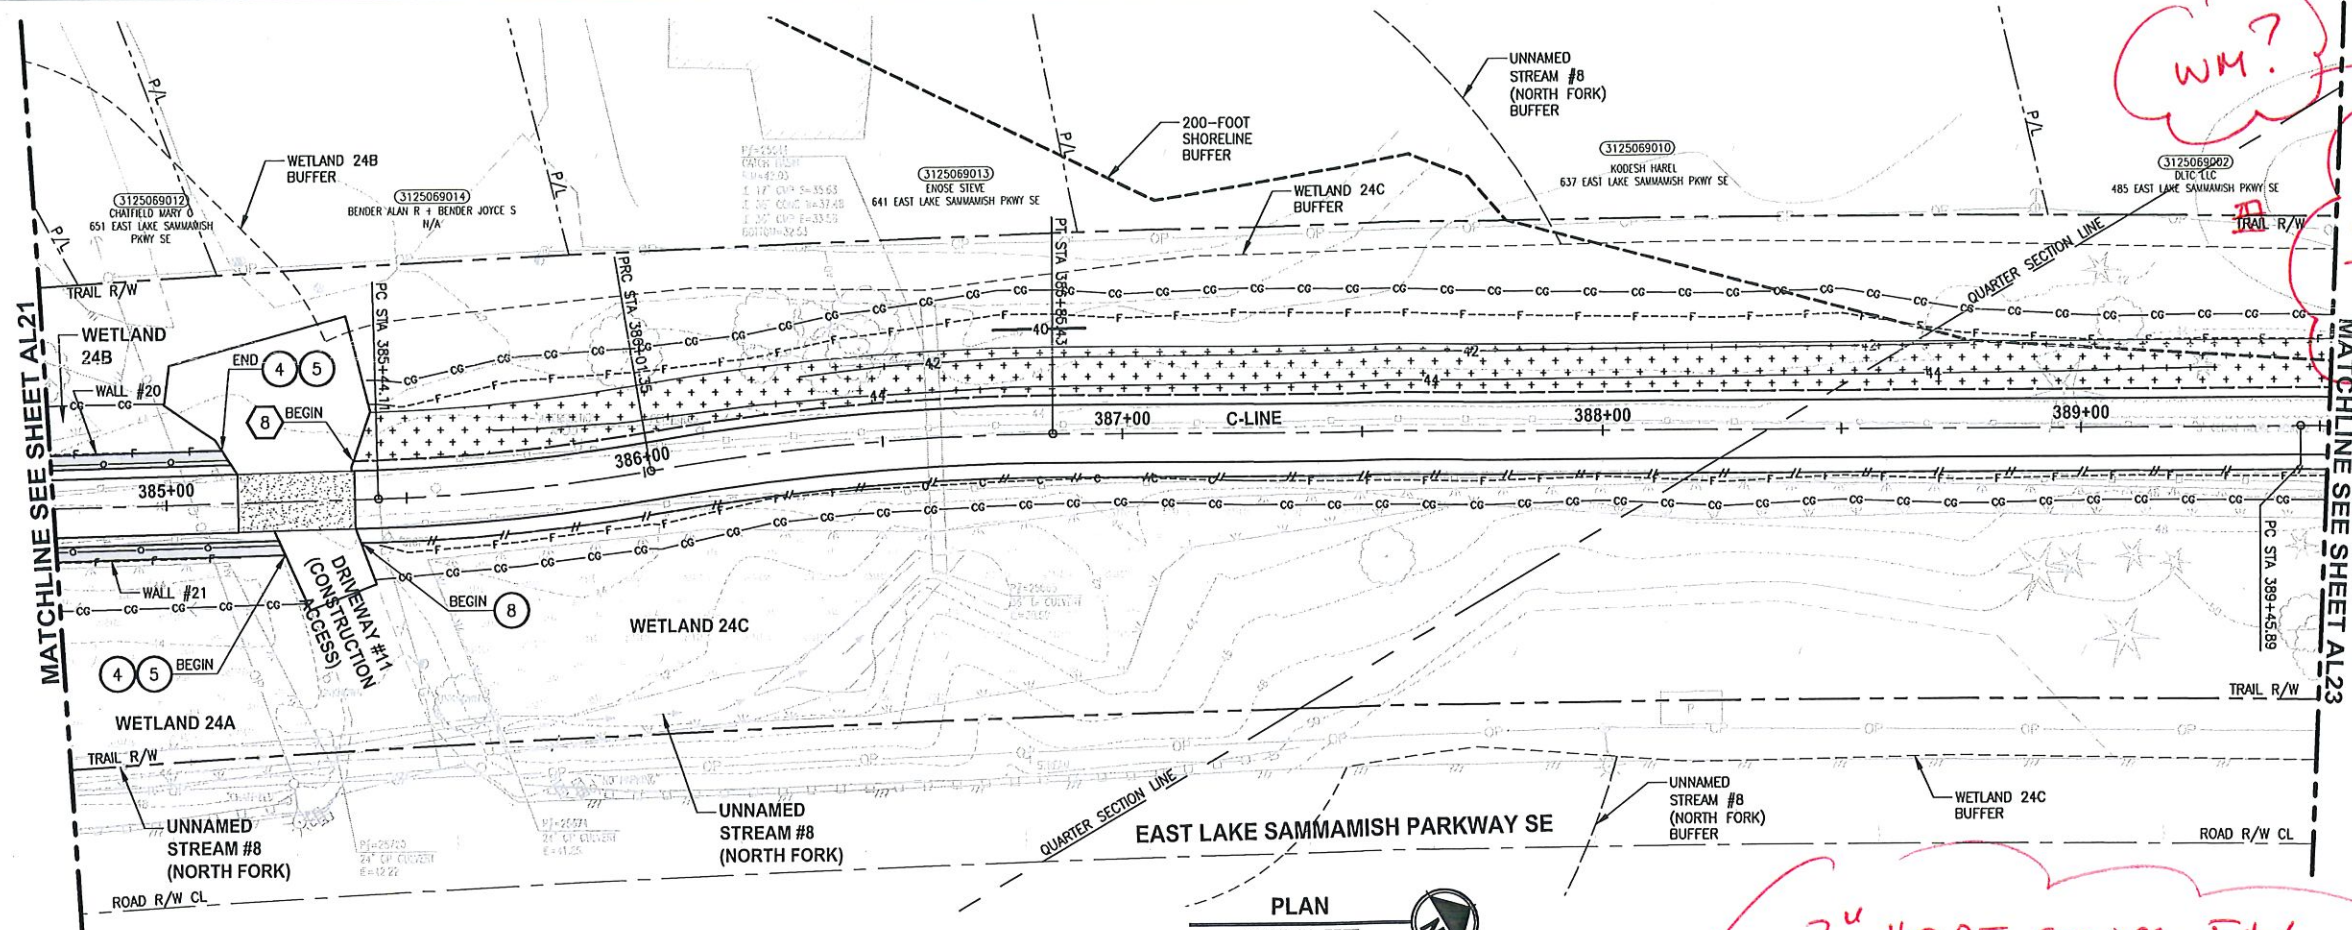 WM?
P/L
P/L
P/L
P/L
P/L
UNNAMED
STREAM #8
(NORTH FORK)
BUFFER
200-FOOT
SHORELINE
BUFFER
WETLAND 24B
BUFFER
3125069012
CHATFIELD MARY O
651 EAST LAKE SAMMAMISH
PKWY SE
3125069014
BENDER ALAN R + BENDER JOYCE S
N/A
3125069013
ENOSE STEVE
641 EAST LAKE SAMMAMISH PKWY SE
3125069010
KODESH HAREL
637 EAST LAKE SAMMAMISH PKWY SE
3125069002
DLTC LLC
485 EAST LAKE SAMMAMISH PKWY SE
WETLAND 24C
BUFFER
TRAIL R/W
TRAIL R/W
QUARTER SECTION LINE
MATCHLINE SEE SHEET AL21
MATCHLINE SEE SHEET AL23
WETLAND
24B
WALL #20
END 4 5
8 BEGIN
PC STA 385+44.11
PRC STA 386+01.35
PT STA 386+85.43
40
42
42
44
44
44
385+00
386+00
387+00
C-LINE
388+00
389+00
PC STA 389+45.89
WALL #21
DRIVEWAY #11
(CONSTRUCTION
ACCESS)
BEGIN 8
4 5 BEGIN
WETLAND 24C
WETLAND 24A
TRAIL R/W
TRAIL R/W
UNNAMED
STREAM #8
(NORTH FORK)
UNNAMED
STREAM #8
(NORTH FORK)
QUARTER SECTION LINE
EAST LAKE SAMMAMISH PARKWAY SE
UNNAMED
STREAM #8
(NORTH FORK)
BUFFER
WETLAND 24C
BUFFER
ROAD R/W CL
ROAD R/W CL
PLAN